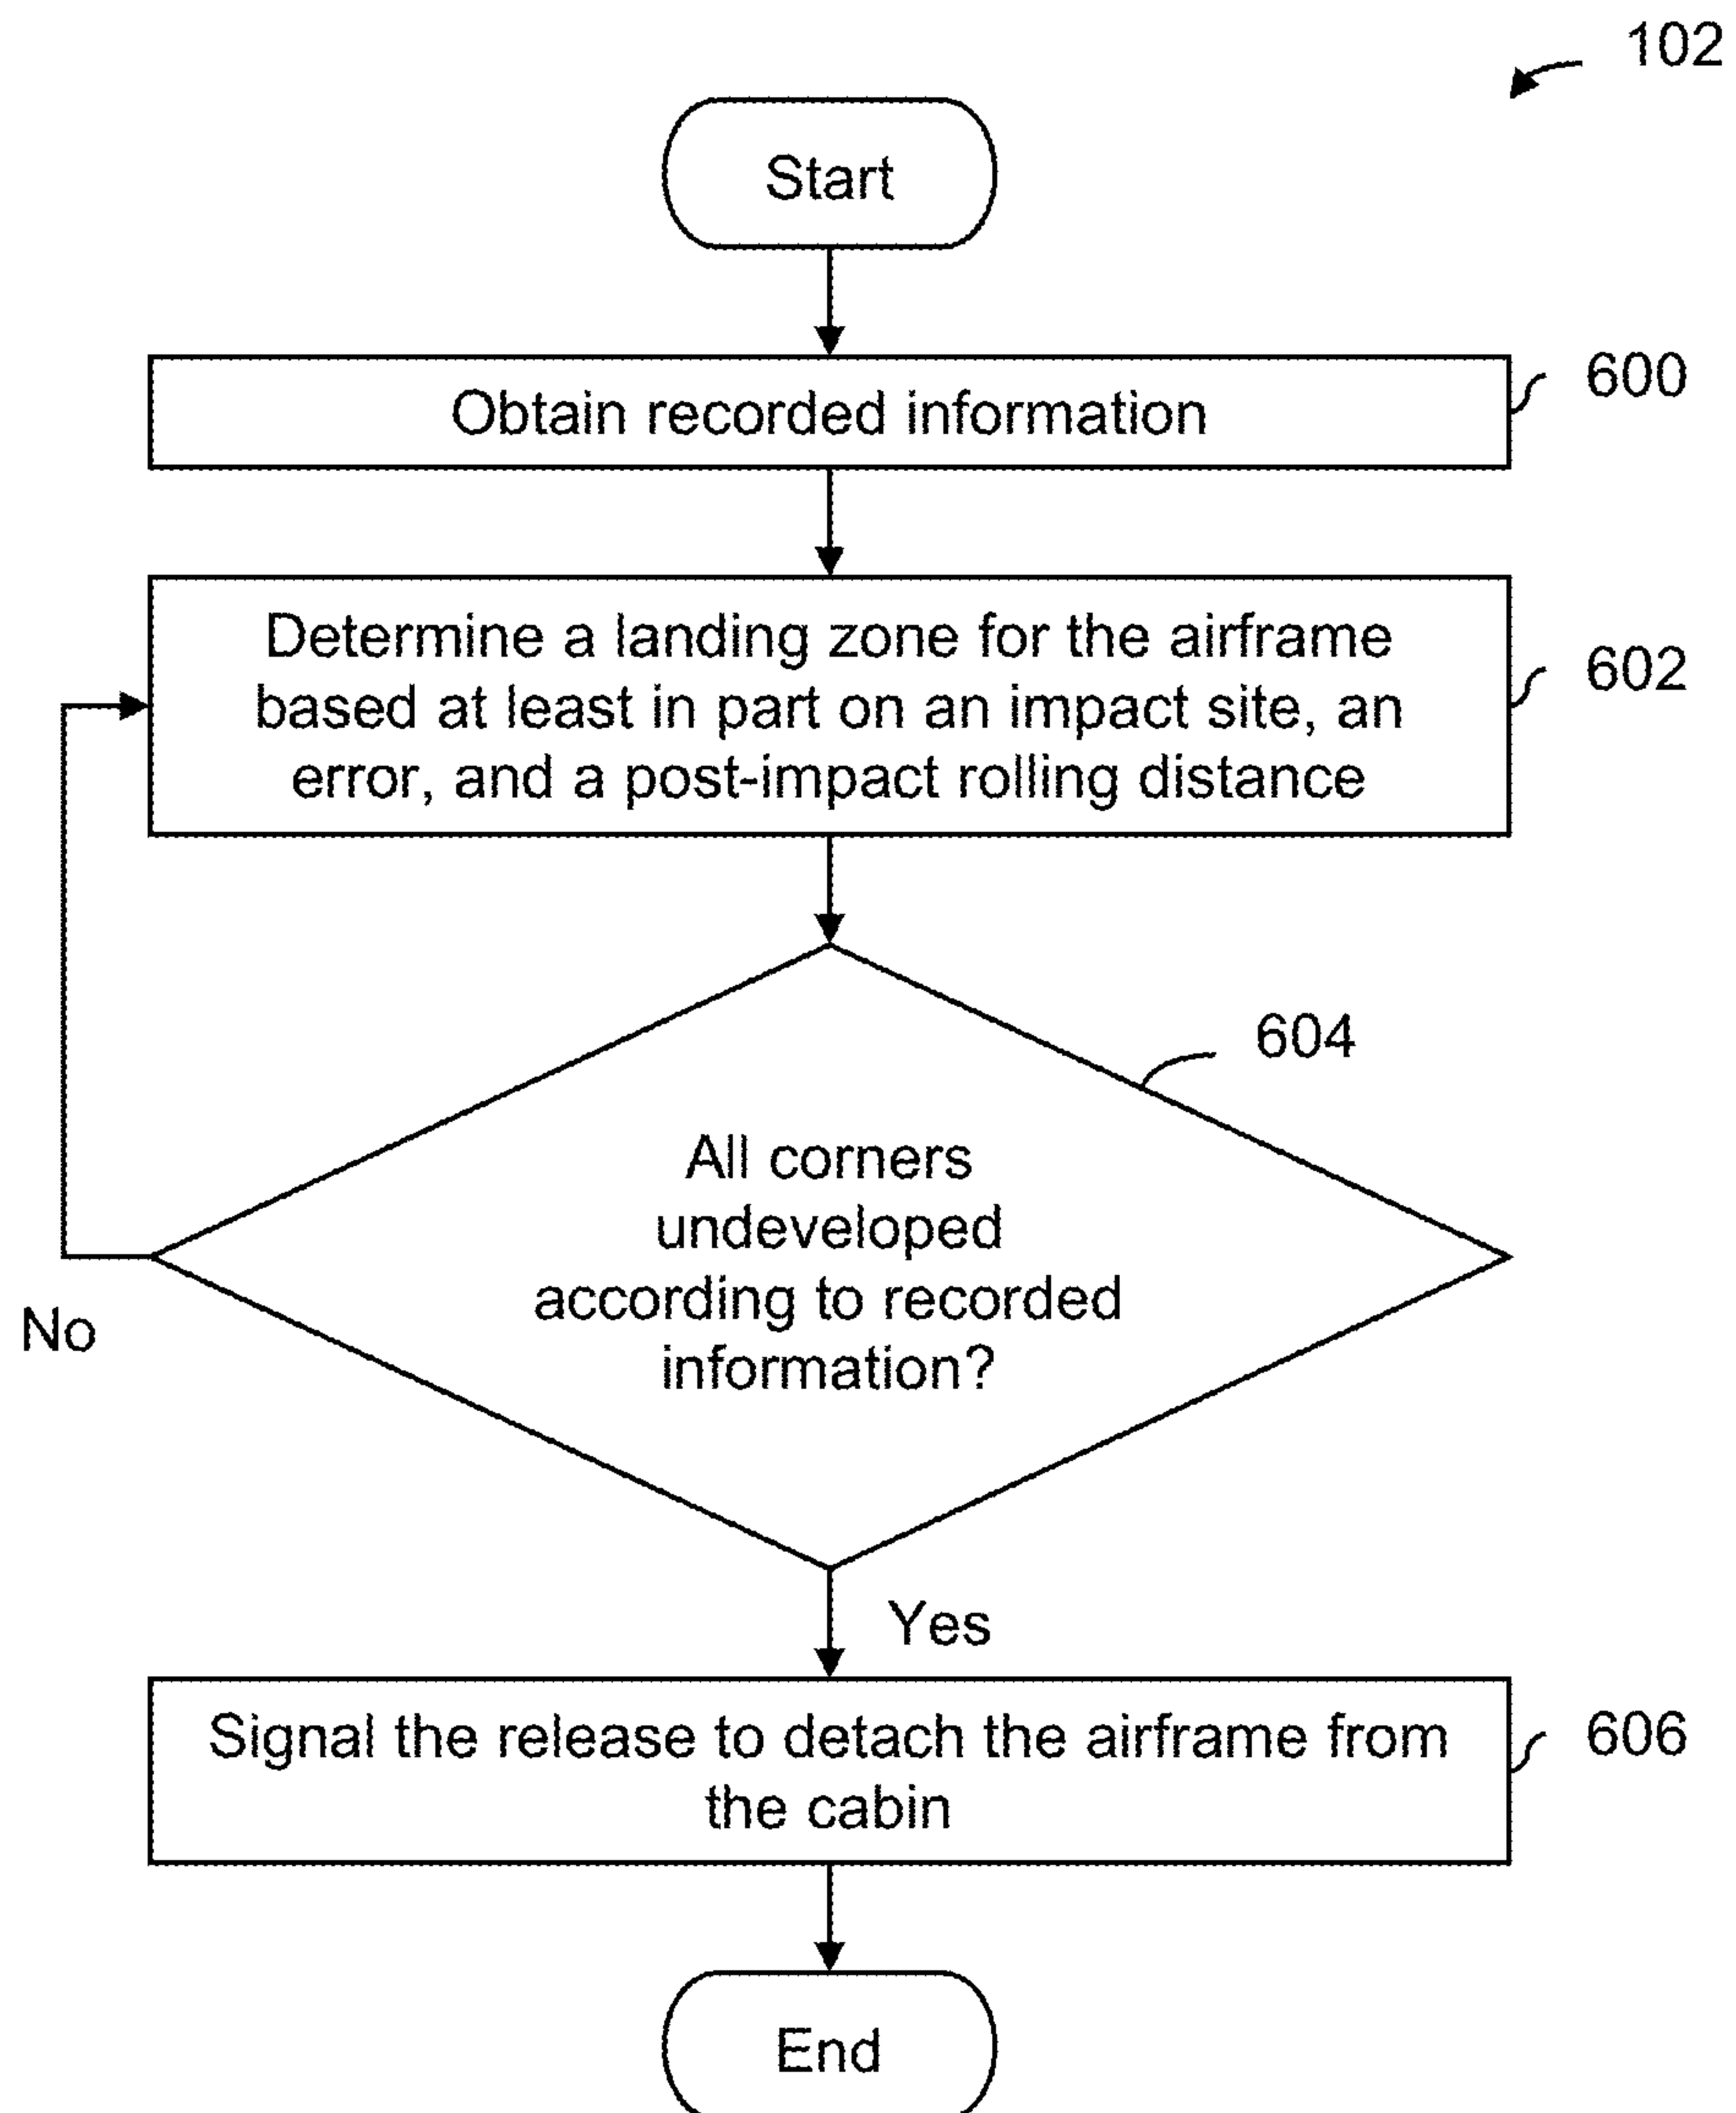 102
Start
Obtain recorded information
600
Determine a landing zone for the airframe
based at least in part on an impact site, an
error, and a post-impact rolling distance
602
604
All corners
undeveloped
according to recorded
information?
No
Yes
Signal the release to detach the airframe from
the cabin
606
End